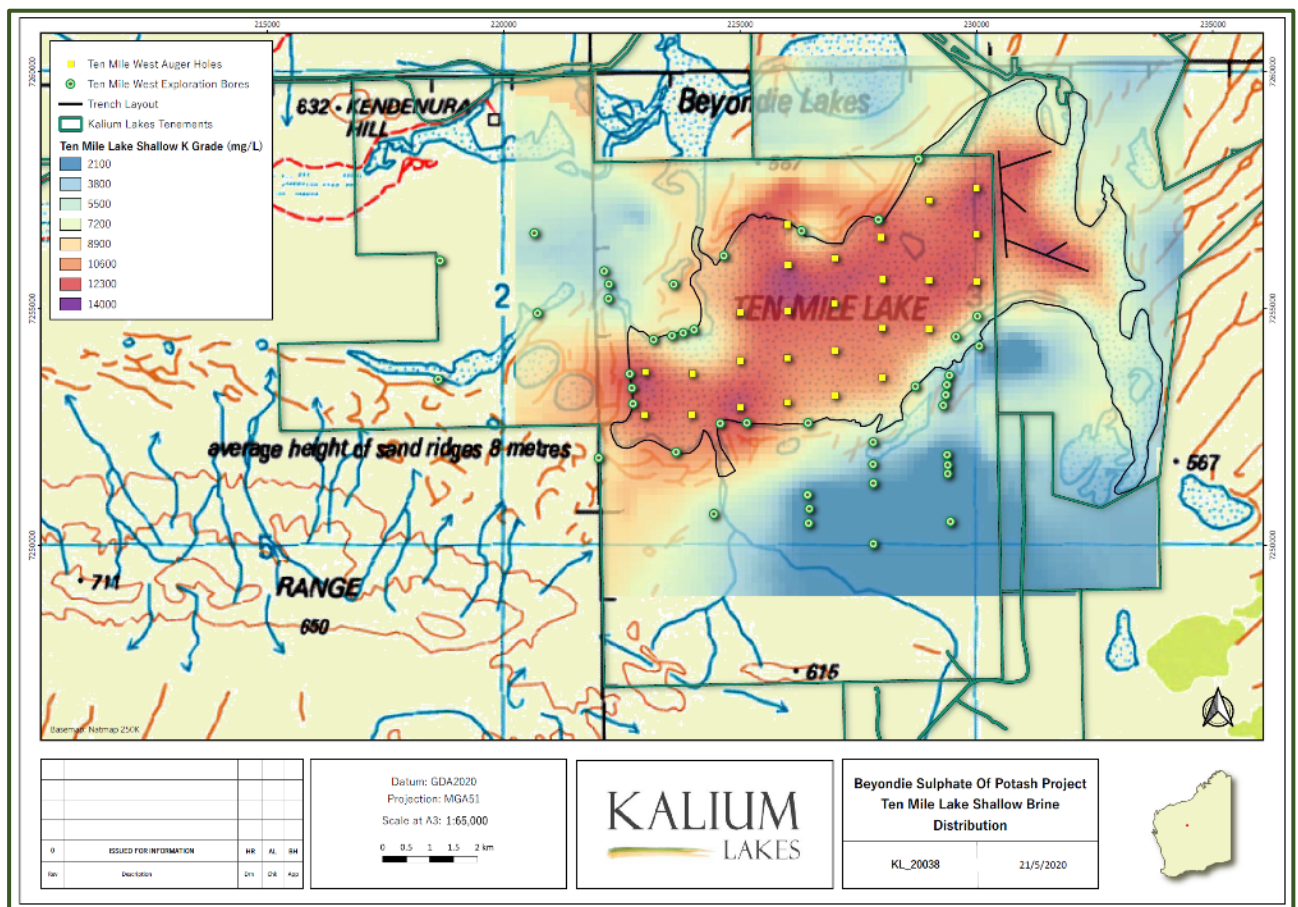 215000
220000
225000
230000
235000
7260000
7260000
7255000
7255000
7250000
7250000
Ten Mile West Auger Holes
Ten Mile West Exploration Bores
Trench Layout
Kalium Lakes Tenements
Ten Mile Lake Shallow K Grade (mg/L)
2100
3800
5500
7200
8900
10600
12300
14000
632
KENDENURA
HILL
Beyondie Lakes
567
2
TEN MILE LAKE
average height of sand ridges 8 metres
567
711
RANGE
650
615
Basemap: Natmap 250K
0
ISSUED FOR INFORMATION
HR
AL
BH
Rev
Description
Drn
Chk
App
Datum: GDA2020
Projection: MGA51
Scale at A3: 1:65,000
0 0.5 1 1.5 2 km
KALIUM
LAKES
Beyondie Sulphate Of Potash Project
Ten Mile Lake Shallow Brine
Distribution
KL_20038
21/5/2020